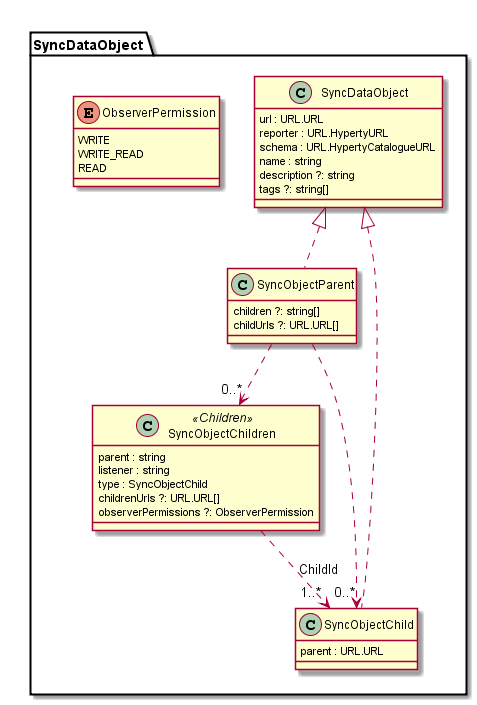 SyncDataObject
E ObserverPermission
WRITE
WRITE_READ
READ
C SyncDataObject
url : URL.URL
reporter : URL.HypertyURL
schema : URL.HypertyCatalogueURL
name : string
description ?: string
tags ?: string[]
C SyncObjectParent
children ?: string[]
childUrls ?: URL.URL[]
0..*
C «Children»
SyncObjectChildren
parent : string
listener : string
type : SyncObjectChild
childrenUrls ?: URL.URL[]
observerPermissions ?: ObserverPermission
ChildId
1..* 0..*
C SyncObjectChild
parent : URL.URL